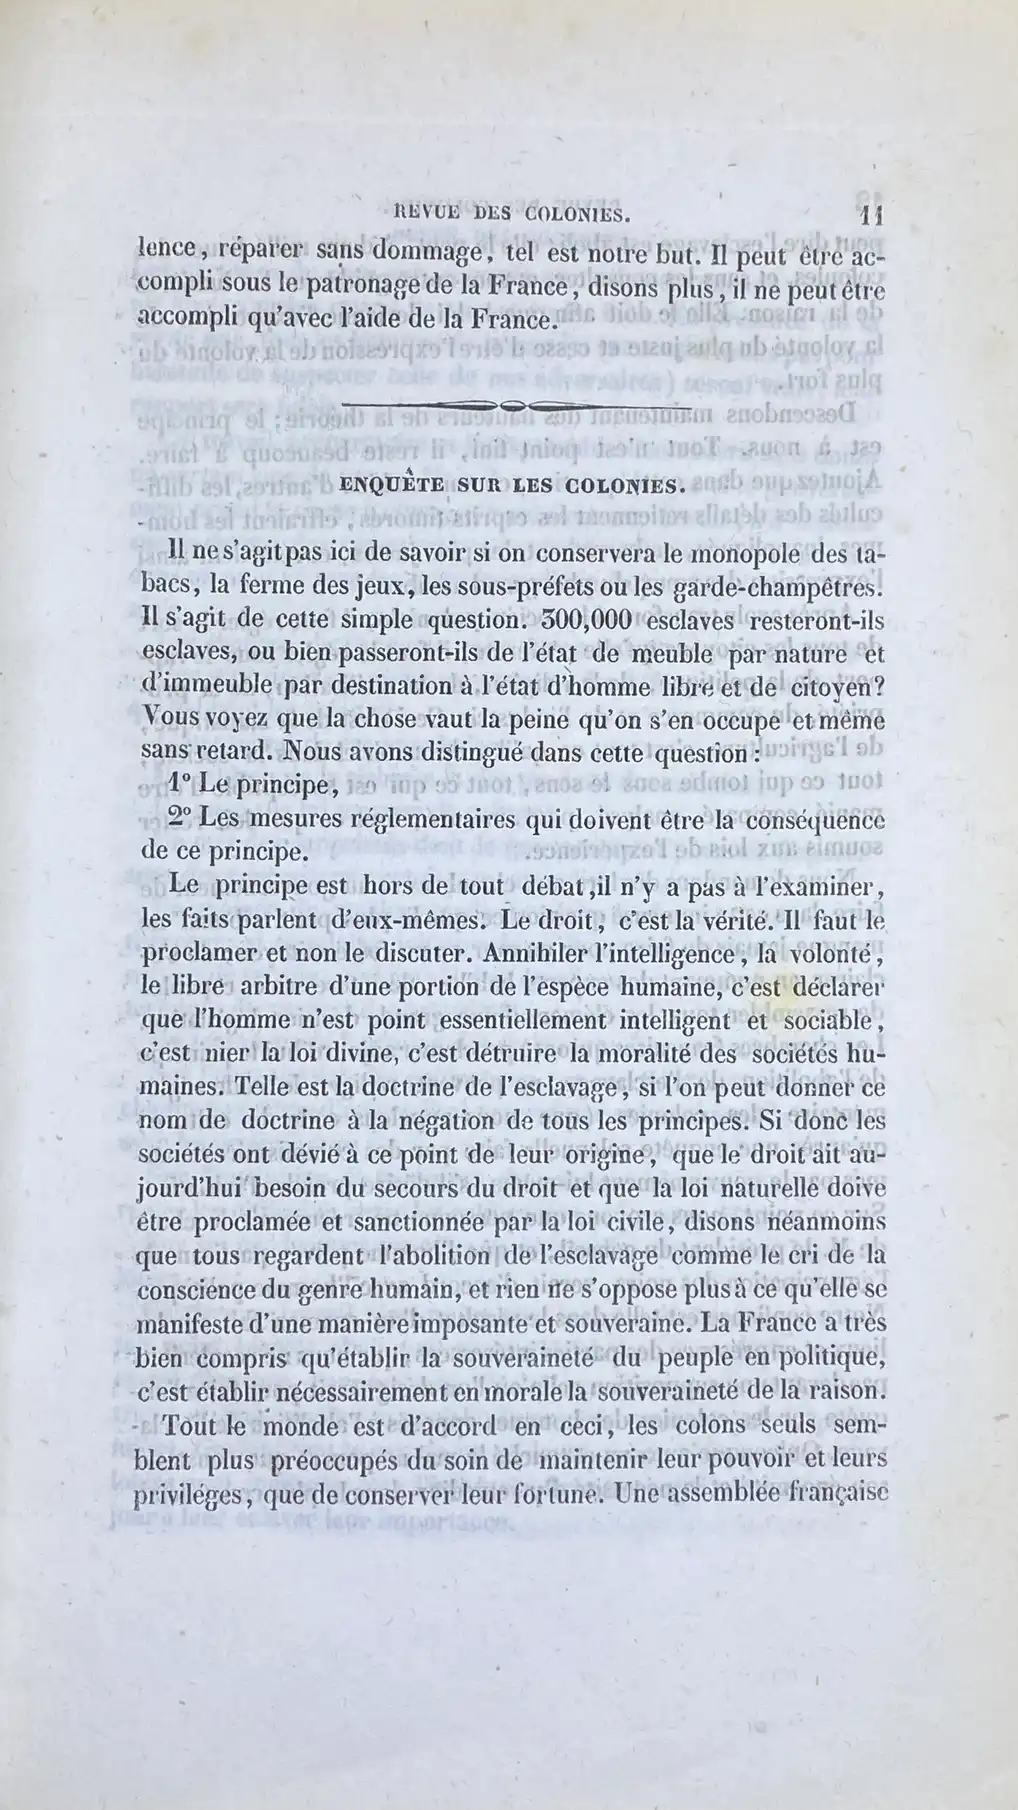 REVUE DES COLONIES. 11
lence, réparer sans dommage, tel est notre but. Il peut être ac-
compli sous le patronage de la France, disons plus, il ne peut être
accompli qu'avec l'aide de la France.
ENQUÊTE SUR LES COLONIES.
Il ne s'agit pas ici de savoir si on conservera le monopole des ta-
bacs, la ferme des jeux, les sous-préfets ou les garde-champêtres.
Il s'agit de cette simple question. 300,000 esclaves resteront-ils
esclaves, ou bien passeront-ils de l'état de meuble par nature et
d'immeuble par destination à l'état d'homme libre et de citoyen?
Vous voyez que la chose vaut la peine qu'on s'en occupe et même
sans retard. Nous avons distingué dans cette question :
1° Le principe,
2° Les mesures réglementaires qui doivent être la conséquence
de ce principe.
Le principe est hors de tout débat ;il n'y a pas à l'examiner,
les faits parlent d'eux-mêmes. Le droit, c'est la vérité. Il faut le
proclamer et non le discuter. Annihiler l'intelligence, la volonté,
le libre arbitre d'une portion de l'espèce humaine, c'est déclarer
que l'homme n'est point essentiellement intelligent et sociable,
c'est nier la loi divine, c'est détruire la moralité des sociétés hu-
maines. Telle est la doctrine de l'esclavage, si l'on peut donner ce
nom de doctrine à la négation de tous les principes. Si donc les
sociétés ont dévié à ce point de leur origine, que le droit ait au-
jourd'hui besoin du secours du droit et que la loi naturelle doive
être proclamée et sanctionnée par la loi civile, disons néanmoins
que tous regardent l'abolition de l'esclavage comme le cri de la
conscience du genre humain, et rien ne s'oppose plus à ce qu'elle se
manifeste d'une manière imposante et souveraine. La France a très
bien compris qu'établir la souveraineté du peuple en politique,
c'est établir nécessairement en morale la souveraineté de la raison.
Tout le monde est d'accord en ceci, les colons seuls sem-
blent plus préoccupés du soin de maintenir leur pouvoir et leurs
priviléges, que de conserver leur fortune. Une assemblée française